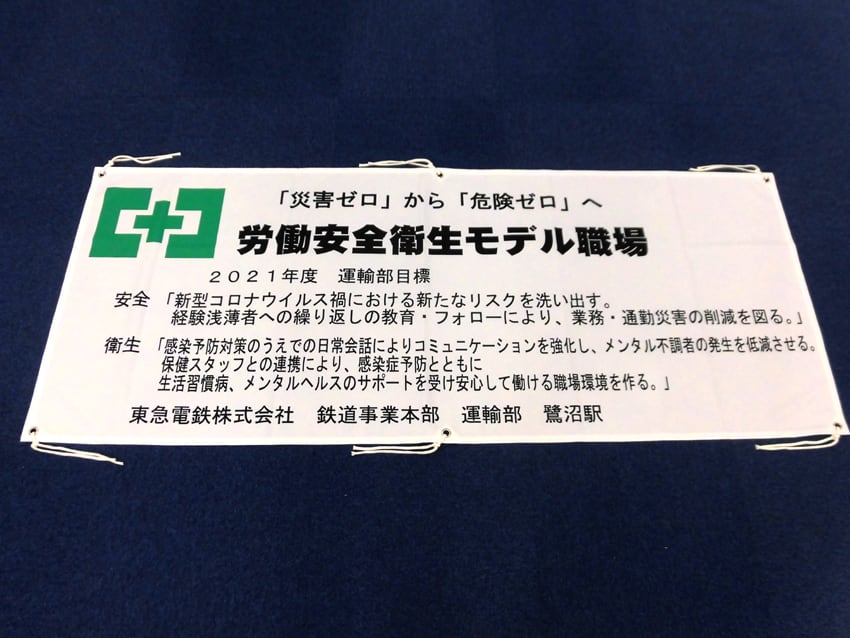 「災害ゼロ」から「危険ゼロ」へ
労働安全衛生モデル職場
２０２１年度　運輸部目標
安全　「新型コロナウイルス禍における新たなリスクを洗い出す。
経験浅薄者への繰り返しの教育・フォローにより、業務・通勤災害の削減を図る。」
衛生　「感染予防対策のうえでの日常会話によりコミュニケーションを強化し、メンタル不調者の発生を低減させる。
保健スタッフとの連携により、感染症予防とともに
生活習慣病、メンタルヘルスのサポートを受け安心して働ける職場環境を作る。」
東急電鉄株式会社　鉄道事業本部　運輸部　鷺沼駅